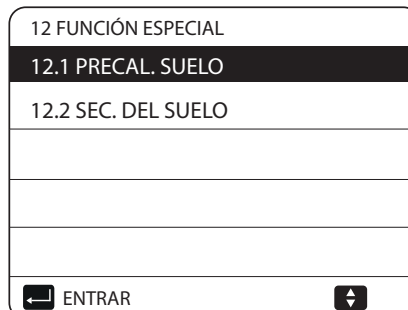 12 FUNCIÓN ESPECIAL
12.1 PRECAL. SUELO
12.2 SEC. DEL SUELO
ENTRAR